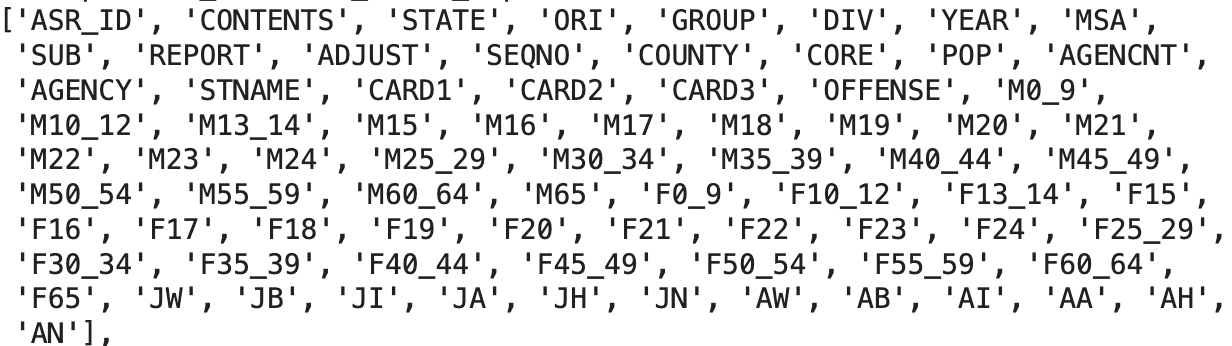 ['ASR_ID', 'CONTENTS', 'STATE', 'ORI', 'GROUP', 'DIV', 'YEAR', 'MSA',
'SUB', 'REPORT', 'ADJUST', 'SEQNO', 'COUNTY', 'CORE', 'POP', 'AGENCNT',
'AGENCY', 'STNAME', 'CARD1', 'CARD2', 'CARD3', 'OFFENSE', 'M0_9',
'M10_12', 'M13_14', 'M15', 'M16', 'M17', 'M18', 'M19', 'M20', 'M21',
'M22', 'M23', 'M24', 'M25_29', 'M30_34', 'M35_39', 'M40_44', 'M45_49',
'M50_54', 'M55_59', 'M60_64', 'M65', 'F0_9', 'F10_12', 'F13_14', 'F15',
'F16', 'F17', 'F18', 'F19', 'F20', 'F21', 'F22', 'F23', 'F24', 'F25_29',
'F30_34', 'F35_39', 'F40_44', 'F45_49', 'F50_54', 'F55_59', 'F60_64',
'F65', 'JW', 'JB', 'JI', 'JA', 'JH', 'JN', 'AW', 'AB', 'AI', 'AA', 'AH',
'AN'],